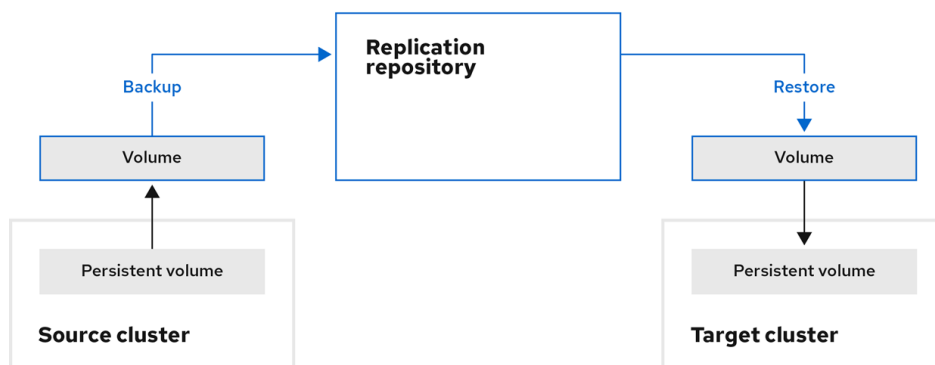 Replication
repository
Backup
Restore
Volume
Volume
Persistent volume
Persistent volume
Source cluster
Target cluster